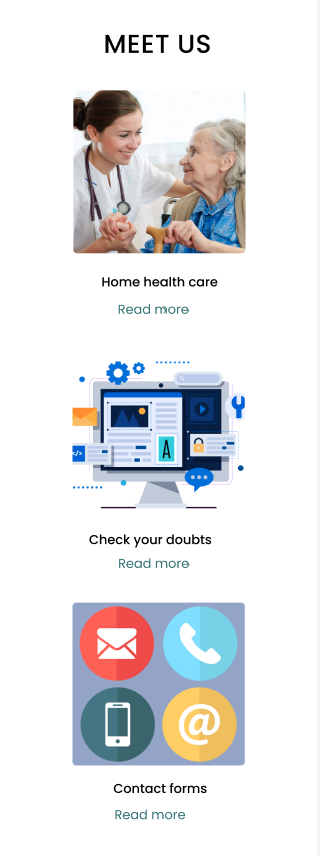 MEET US
Home health care
Read more
</>
A
Check your doubts
Read more
@
Contact forms
Read more